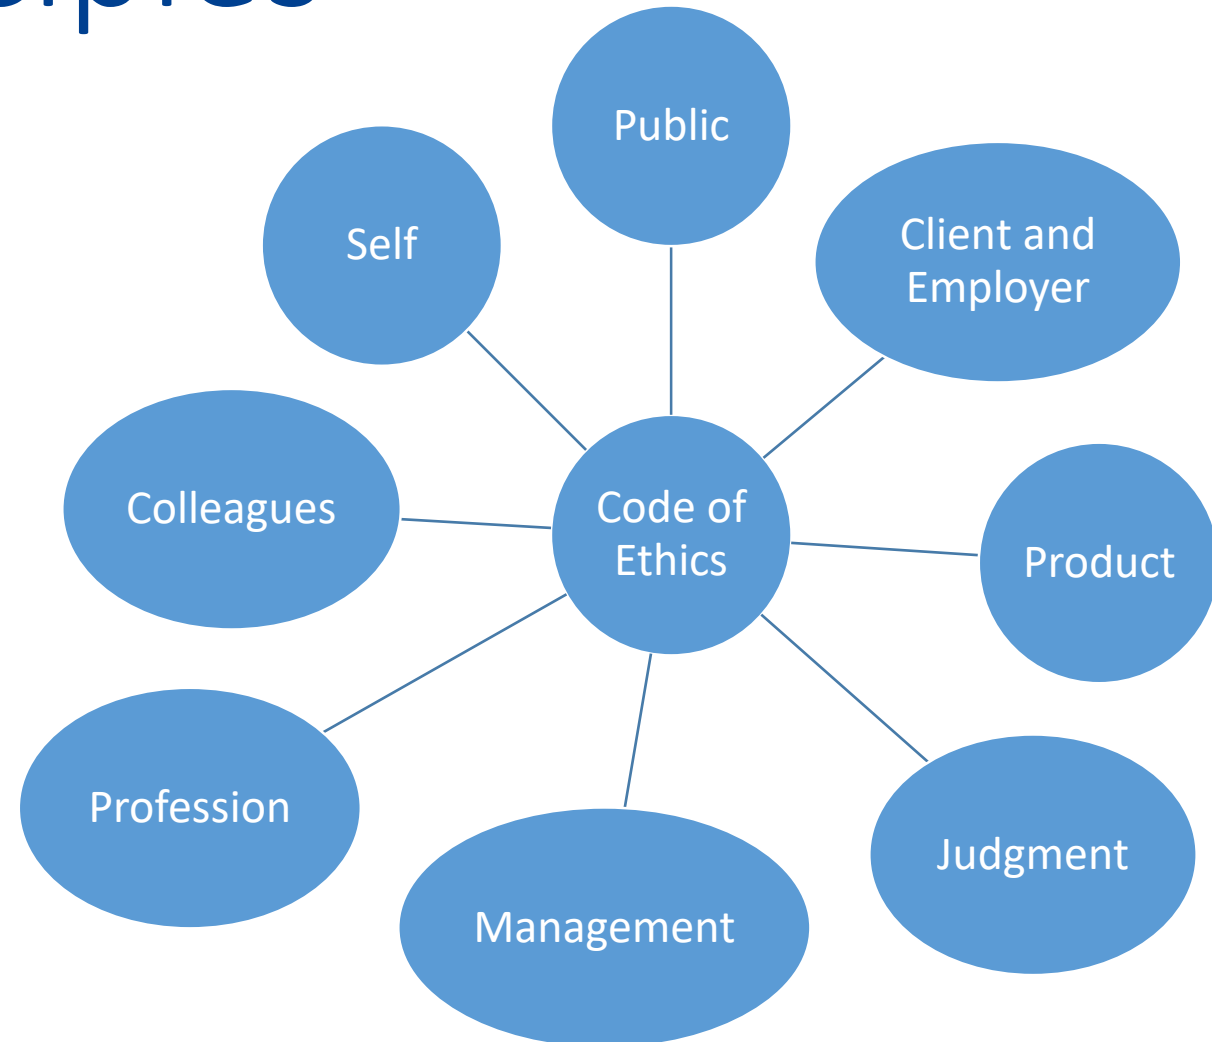 Public
Self
Client and
Employer
Colleagues
Code of
Ethics
Product
Profession
Judgment
Management